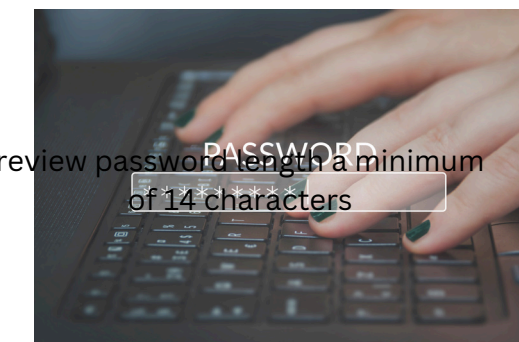 PASSWORD
review password length a minimum
* * * * * * * * *
of 14 characters